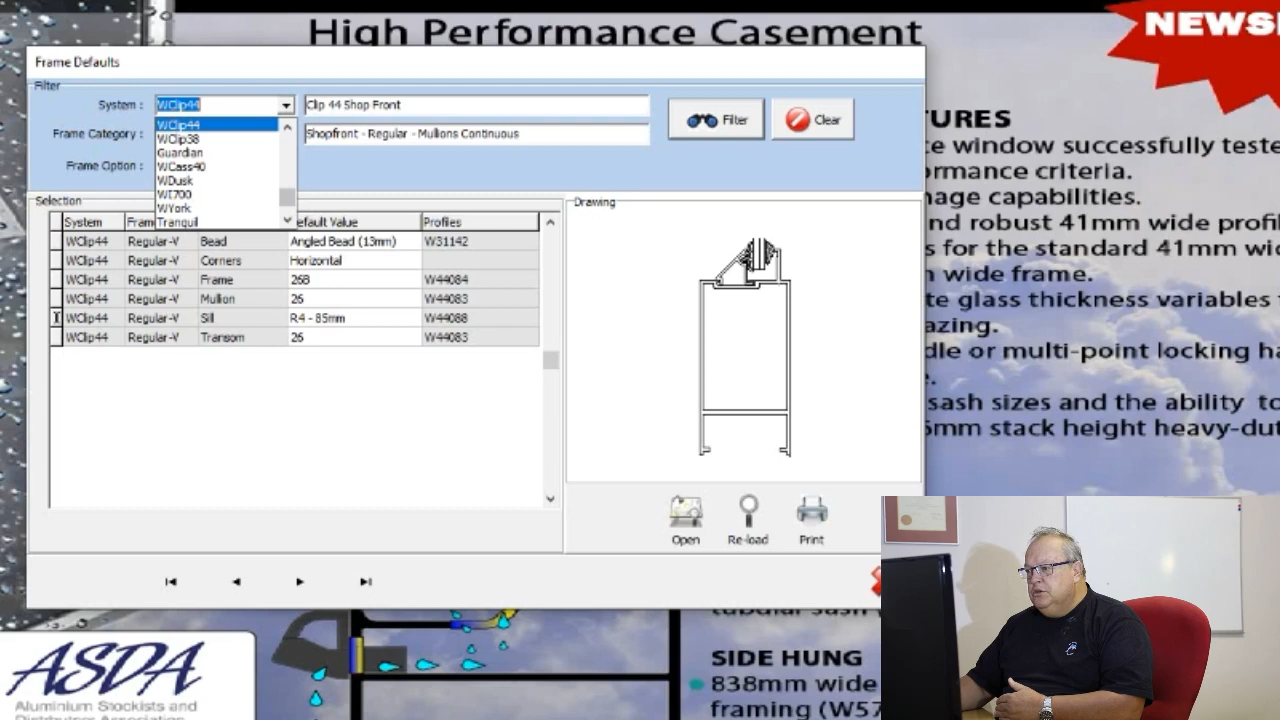 High Performance Casement
NEWS
Frame Defaults
Filter
System :
WClip44
Clip 44 Shop Front
Filter
Clear
Frame Category :
Shopfront - Regular - Mullions Continuous
Frame Option :
WClip44
WClip38
Guardian
WCass40
WDusk
WI700
WYork
Tranquil
Selection
Drawing
System Fram efault Value Profiles
WClip44 Regular-V Bead Angled Bead (13mm) W31142
WClip44 Regular-V Corners Horizontal
WClip44 Regular-V Frame 26B W44084
WClip44 Regular-V Mullion 26 W44083
WClip44 Regular-V Sill R4 - 85mm W44088
WClip44 Regular-V Transom 26 W44083
Open Re-load Print
URES
e window successfully teste
ormance criteria.
nage capabilities.
nd robust 41mm wide profil
s for the standard 41mm wid
n wide frame.
te glass thickness variables
azing.
dle or multi-point locking ha
e.
sash sizes and the ability to
mm stack height heavy-dut
SIDE HUNG
838mm wide
framing (W57
ASDA
Aluminium Stockists and
Distributors Association